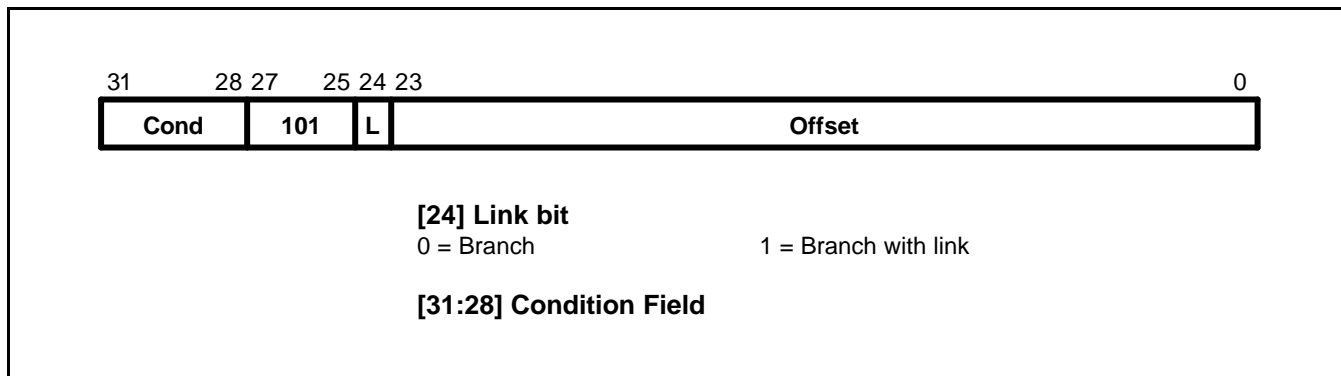 31 28 27 25 24 23 0
Cond 101 L Offset
[24] Link bit
0 = Branch 1 = Branch with link
[31:28] Condition Field